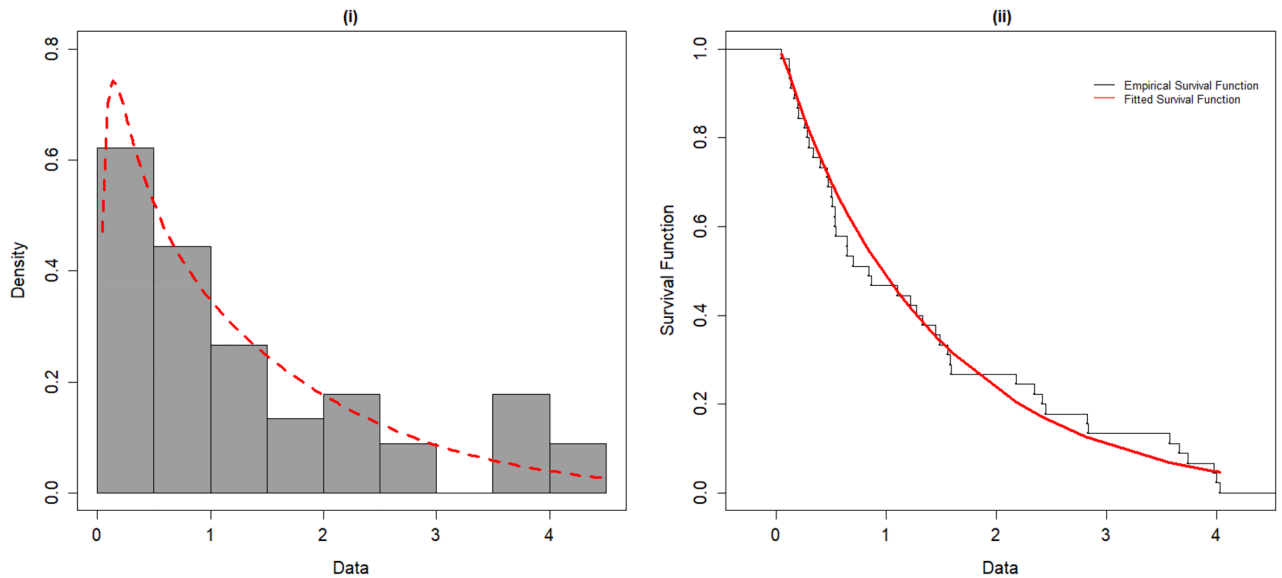 (i)
Density
0.8
0.6
0.4
0.2
0.0
0 1 2 3 4
Data
(ii)
Survival Function
1.0
0.8
0.6
0.4
0.2
0.0
Empirical Survival Function
Fitted Survival Function
0 1 2 3 4
Data